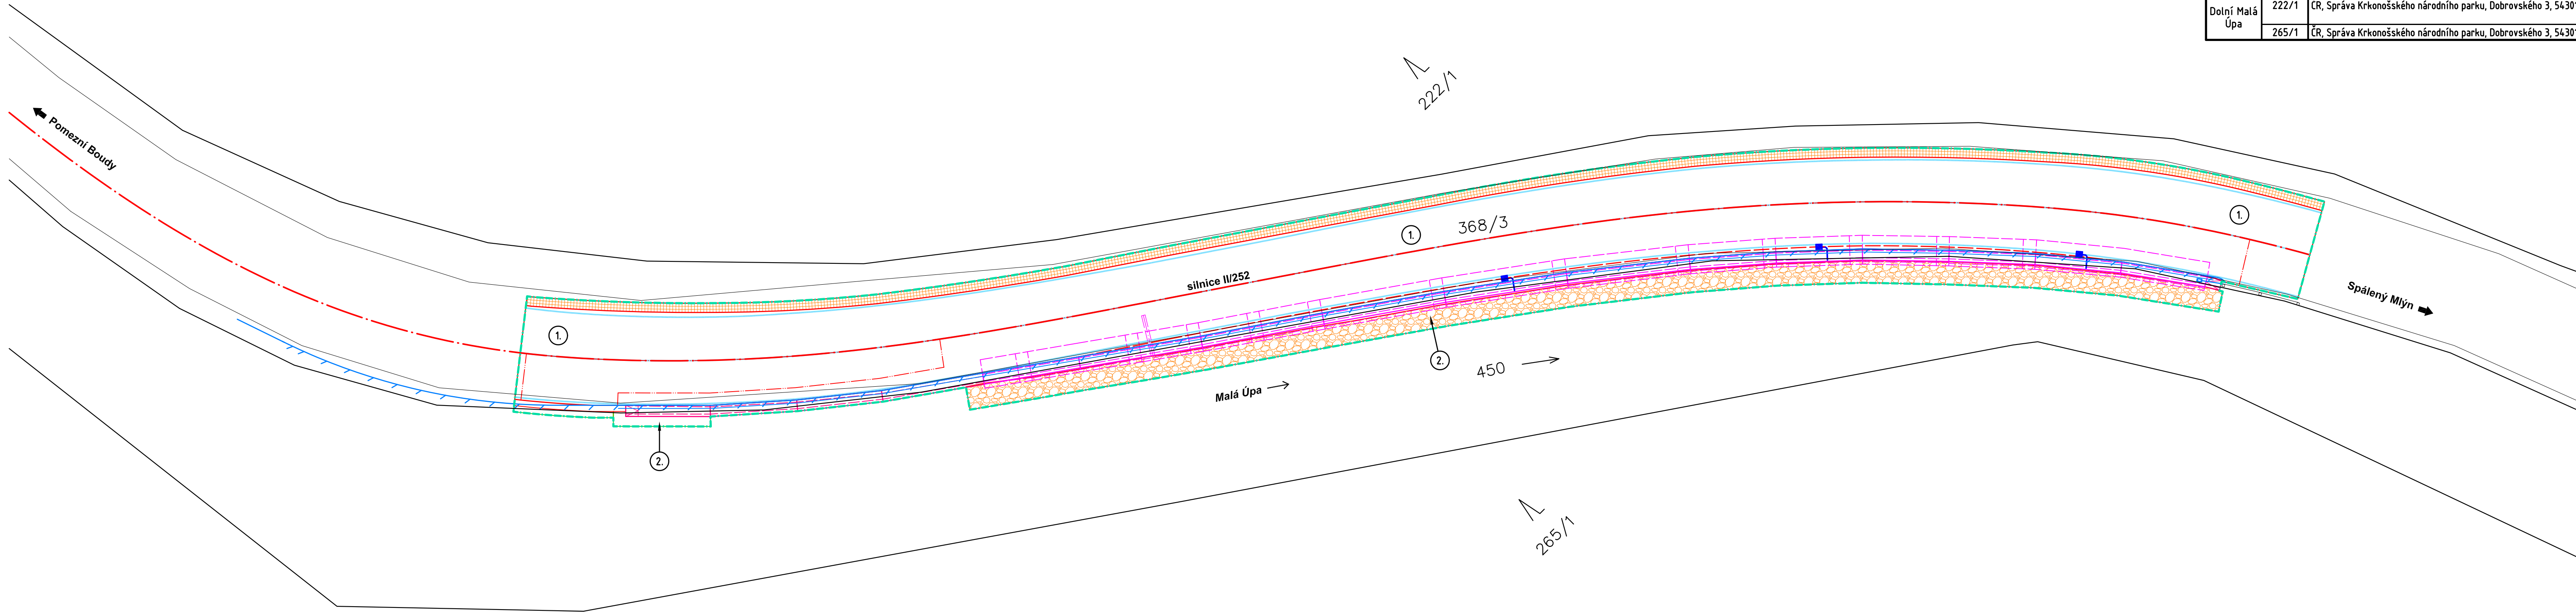 Dolní Malá
Úpa
222/1
ČR, Správa Krkonošského národního parku, Dobrovského 3, 54301
265/1
ČR, Správa Krkonošského národního parku, Dobrovského 3, 54301
222/1
Pomezní Boudy
1.
368/3
1.
silnice II/252
Spálený Mlýn
1.
2.
450
Malá Úpa
2.
265/1